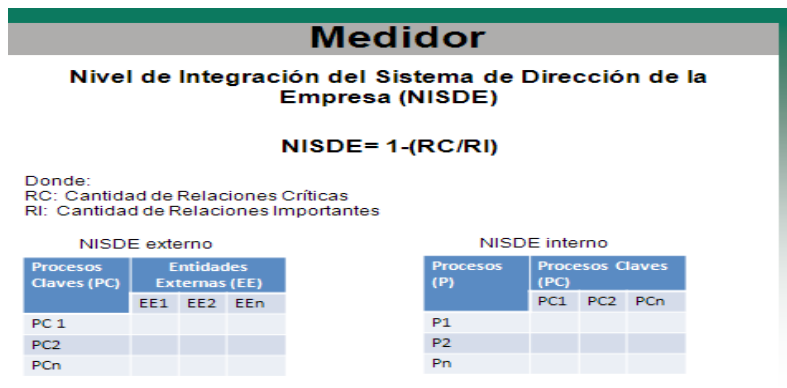 Medidor
Nivel de Integración del Sistema de Dirección de la
Empresa (NISDE)
NISDE= 1-(RC/RI)
Donde:
RC: Cantidad de Relaciones Críticas
RI: Cantidad de Relaciones Importantes
NISDE externo
Procesos Claves (PC) Entidades Externas (EE)
EE1 EE2 EEn
PC 1
PC2
PCn
NISDE interno
Procesos (P) Procesos Claves (PC)
PC1 PC2 PCn
P1
P2
Pn